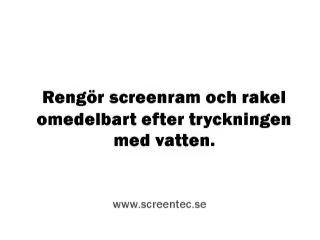 Rengör screenram och rakel
omedelbart efter tryckningen
med vatten.
www.screentec.se